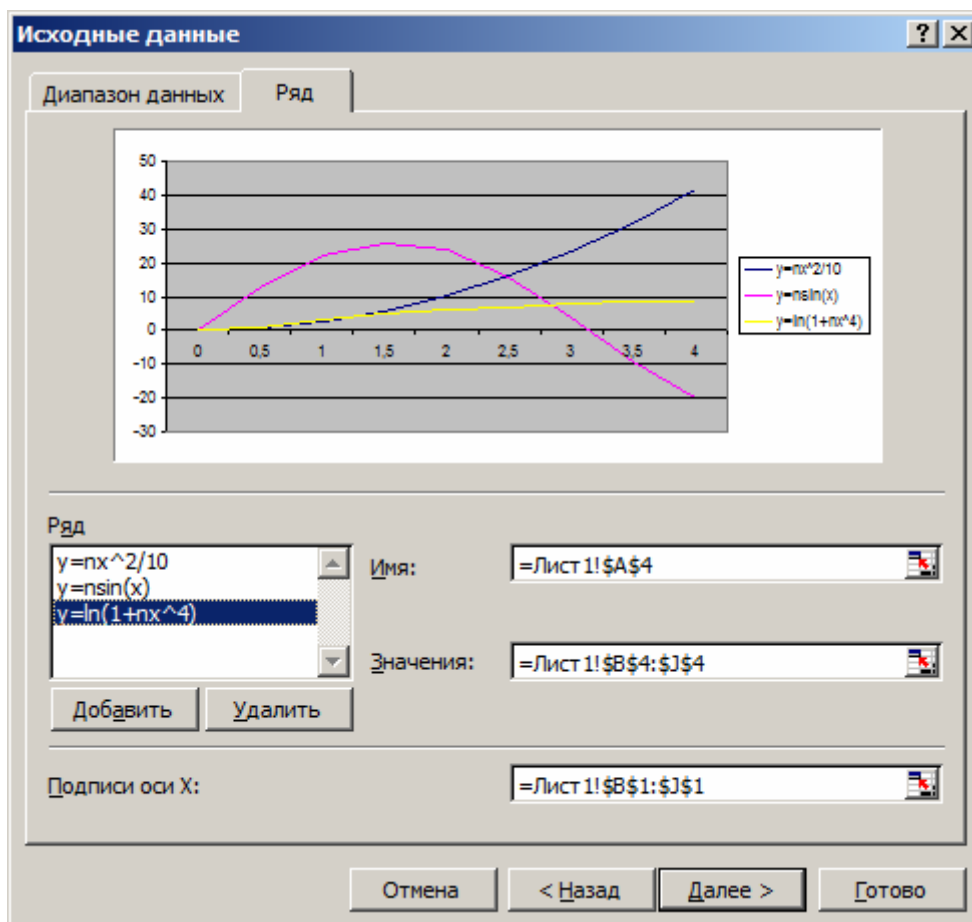 Исходные данные
Диапазон данных
Ряд
50
40
30
20
10
0
-10
-20
-30
0 0,5 1 1,5 2 2,5 3 3,5 4
y=nx^2/10
y=nsin(x)
y=ln(1+nx^4)
Ряд
y=nx^2/10
y=nsin(x)
y=ln(1+nx^4)
Имя:
=Лист1!$A$4
Значения:
=Лист1!$B$4:$J$4
Добавить
Удалить
Подписи оси X:
=Лист1!$B$1:$J$1
Отмена
< Назад
Далее >
Готово